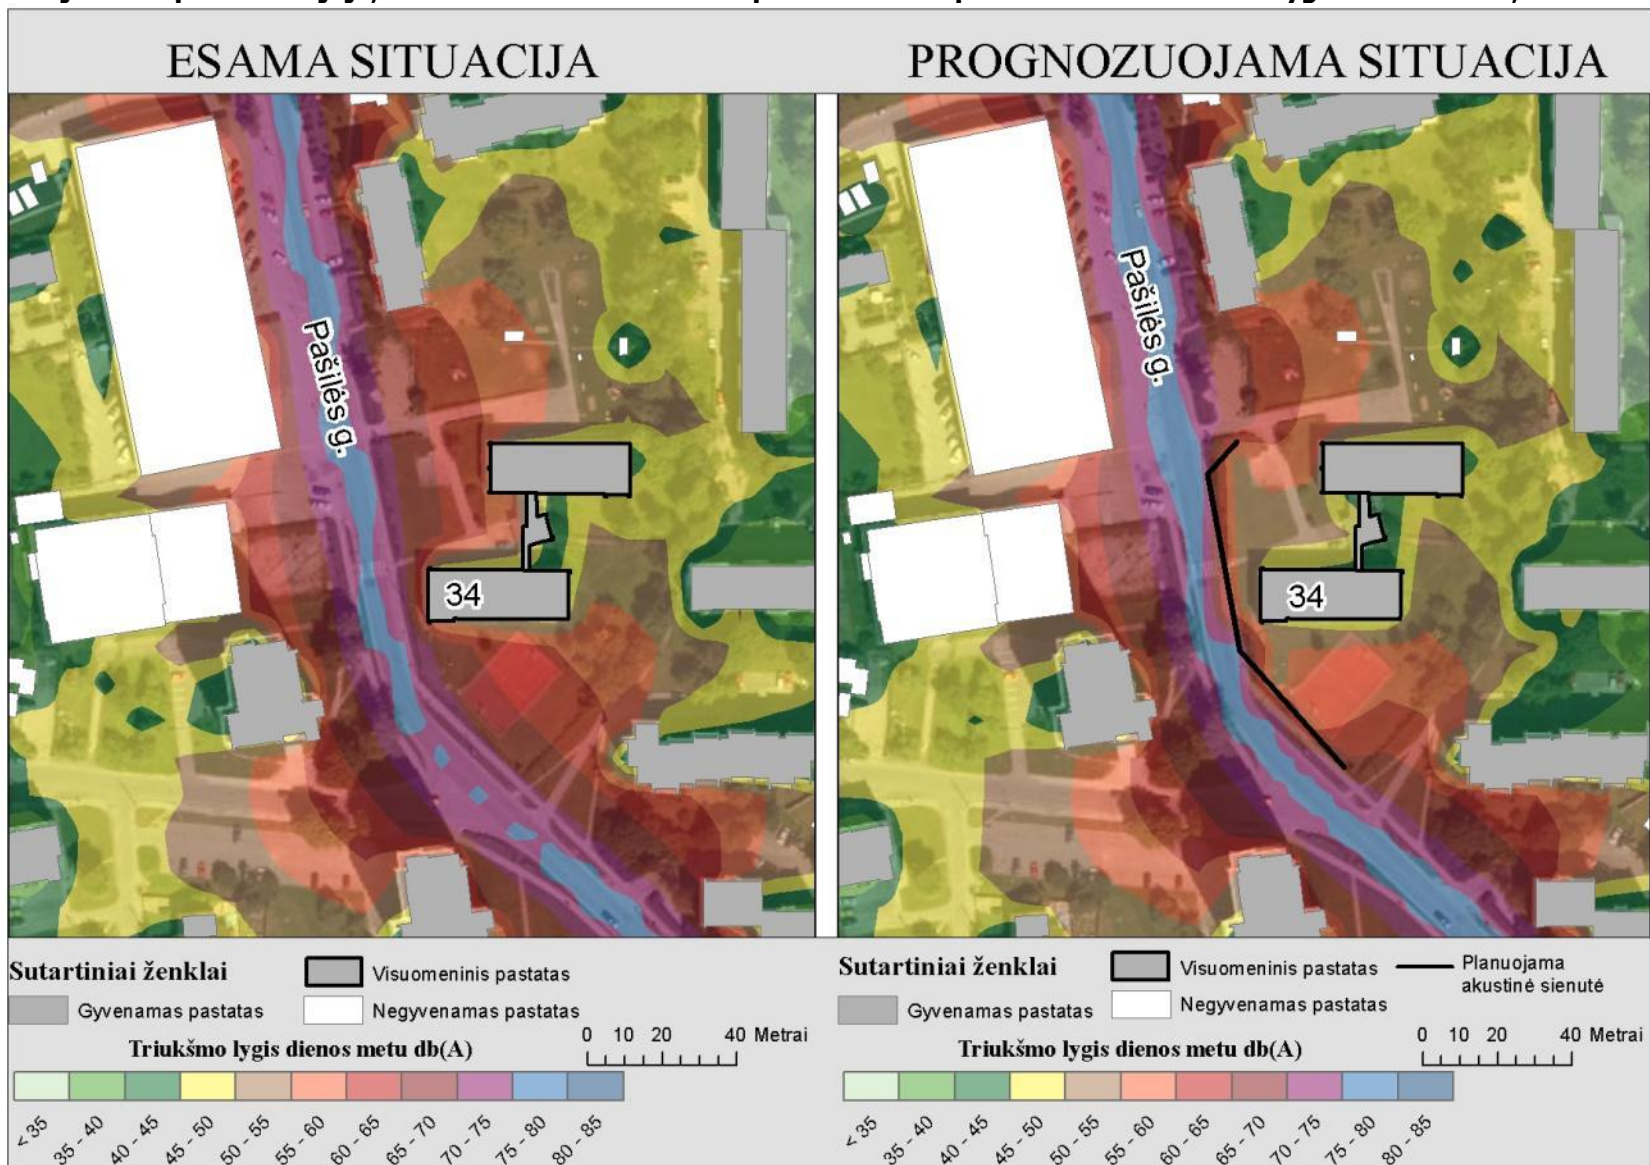 ESAMA SITUACIJA
PROGNOZUOJAMA SITUACIJA
Pašilės g.
34
Pašilės g.
34
Sutartiniai ženklai
Visuomeninis pastatas
Gyvenamas pastatas
Negyvenamas pastatas
0 10 20 40 Metrai
Triukšmo lygis dienos metu db(A)
< 35
35 - 40
40 - 45
45 - 50
50 - 55
55 - 60
60 - 65
65 - 70
70 - 75
75 - 80
80 - 85
Sutartiniai ženklai
Visuomeninis pastatas
Planuojama
akustinė sienutė
Gyvenamas pastatas
Negyvenamas pastatas
0 10 20 40 Metrai
Triukšmo lygis dienos metu db(A)
< 35
35 - 40
40 - 45
45 - 50
50 - 55
55 - 60
60 - 65
65 - 70
70 - 75
75 - 80
80 - 85